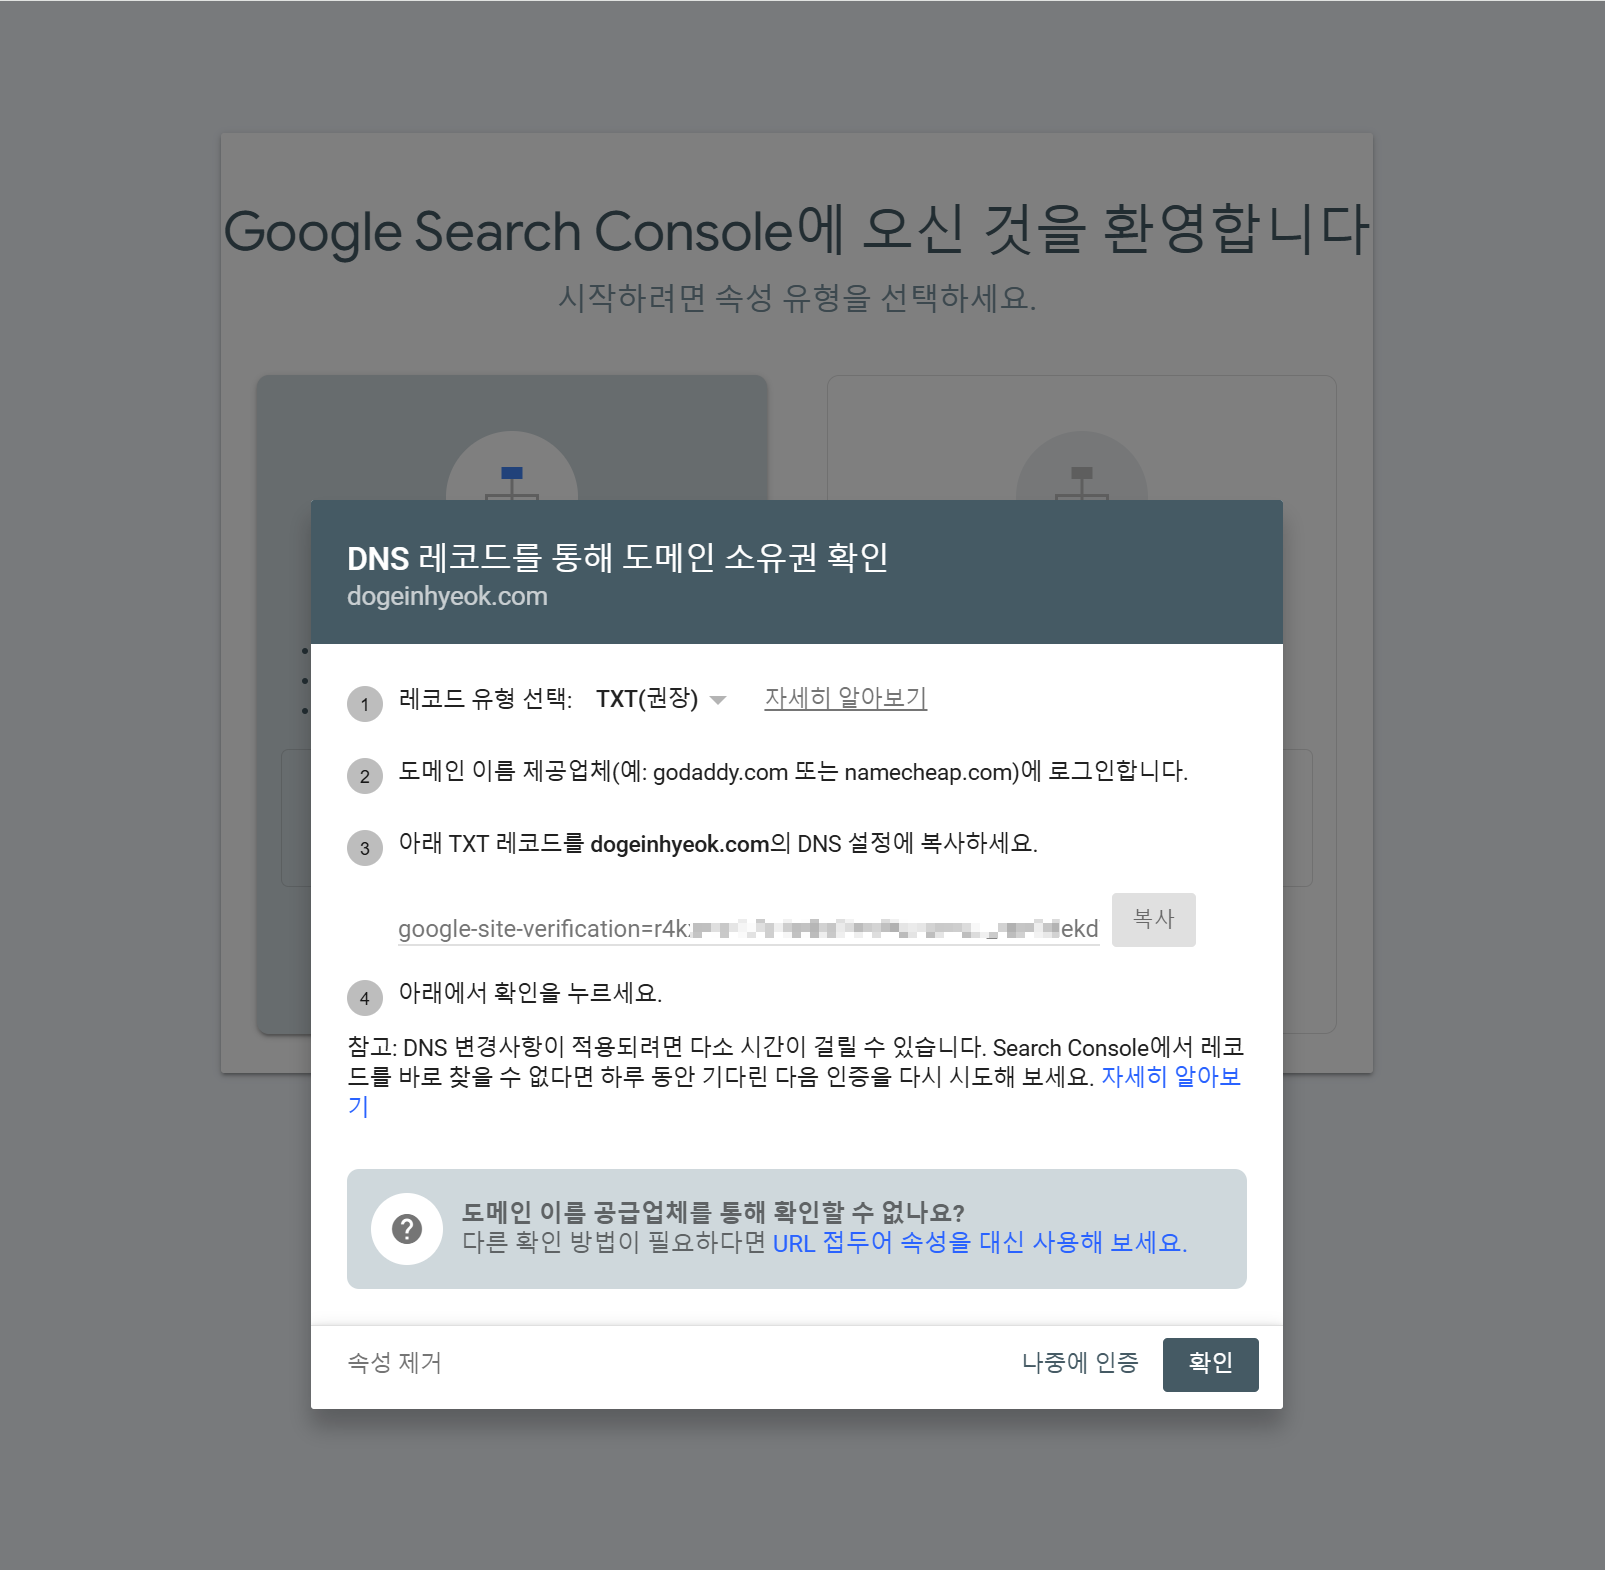 Google Search Console에 오신 것을 환영합니다
시작하려면 속성 유형을 선택하세요.
DNS 레코드를 통해 도메인 소유권 확인
dogeinhyeok.com
1 레코드 유형 선택: TXT(권장) 자세히 알아보기
2 도메인 이름 제공업체(예: godaddy.com 또는 namecheap.com)에 로그인합니다.
3 아래 TXT 레코드를 dogeinhyeok.com의 DNS 설정에 복사하세요.
google-site-verification=r4k ekd 복사
4 아래에서 확인을 누르세요.
참고: DNS 변경사항이 적용되려면 다소 시간이 걸릴 수 있습니다. Search Console에서 레코
드를 바로 찾을 수 없다면 하루 동안 기다린 다음 인증을 다시 시도해 보세요. 자세히 알아보
기
도메인 이름 공급업체를 통해 확인할 수 없나요?
다른 확인 방법이 필요하다면 URL 접두어 속성을 대신 사용해 보세요.
속성 제거 나중에 인증 확인